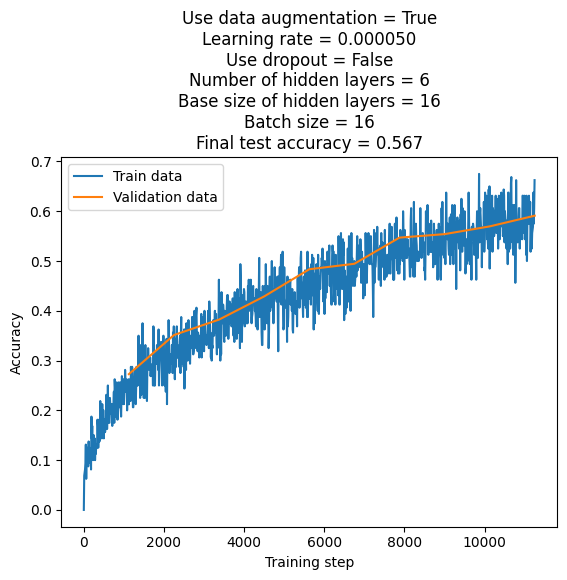 Use data augmentation = True
Learning rate = 0.000050
Use dropout = False
Number of hidden layers = 6
Base size of hidden layers = 16
Batch size = 16
Final test accuracy = 0.567
Train data
Validation data
0.7
0.6
0.5
0.4
0.3
0.2
0.1
0.0
Accuracy
0 2000 4000 6000 8000 10000
Training step